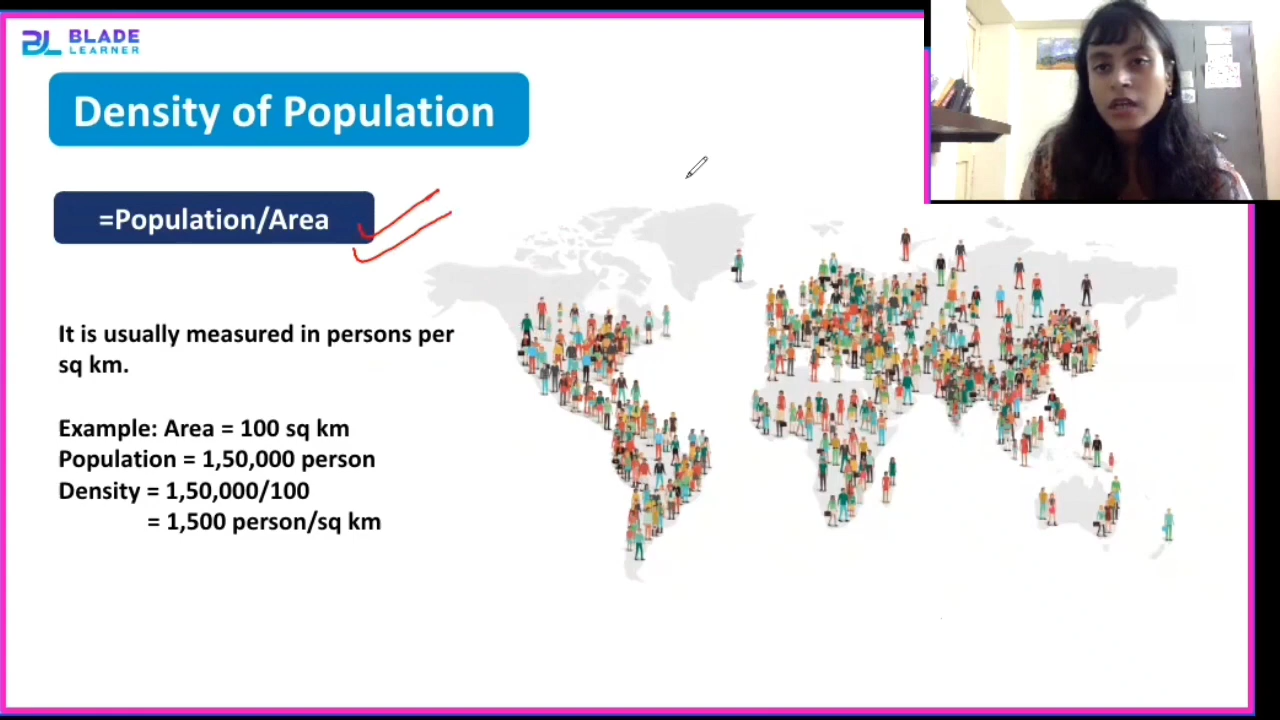 BLADE
LEARNER
Density of Population
=Population/Area
It is usually measured in persons per
sq km.
Example: Area = 100 sq km
Population = 1,50,000 person
Density = 1,50,000/100
= 1,500 person/sq km